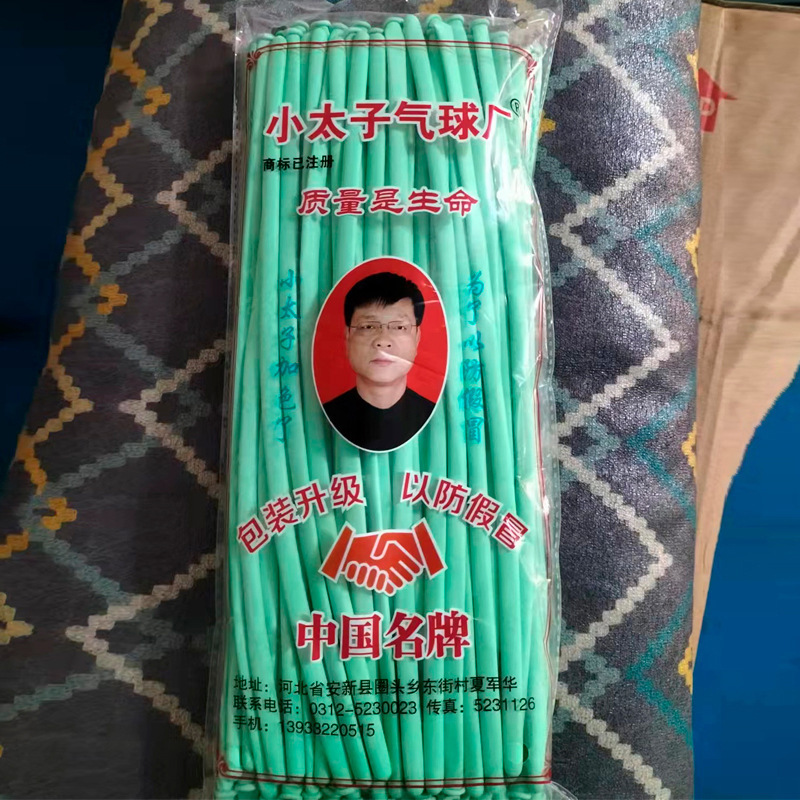 小太子气球厂®
商标已注册
质量是生命
小太子加色了
为了以防假冒
包装升级 以防假冒
中国名牌
地址：河北省安新县圈头乡东街村夏军华
联系电话：0312-5230023 传真：5231126
手机：13933220515